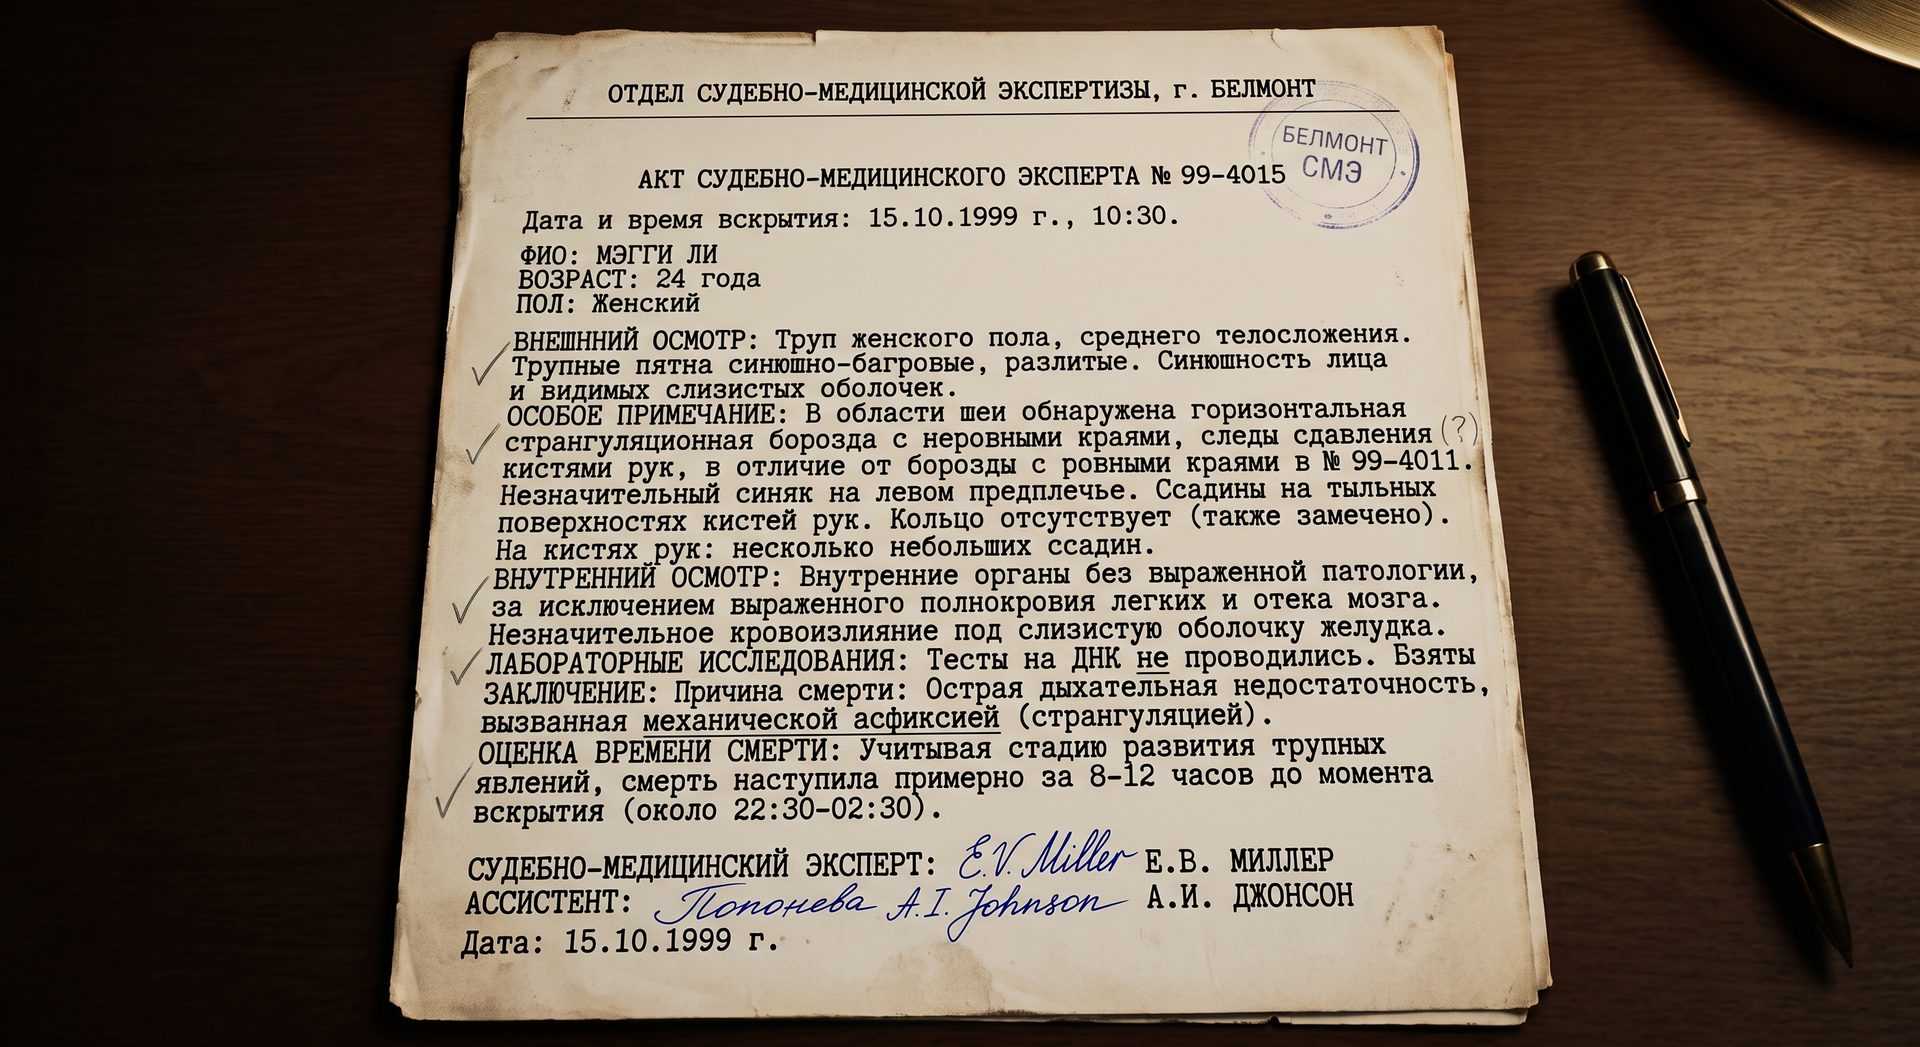 ОТДЕЛ СУДЕБНО-МЕДИЦИНСКОЙ ЭКСПЕРТИЗЫ, г. БЕЛМОНТ
БЕЛМОНТ
СМЭ
АКТ СУДЕБНО-МЕДИЦИНСКОГО ЭКСПЕРТА № 99-4015
Дата и время вскрытия: 15.10.1999 г., 10:30.
ФИО: МЭГГИ ЛИ
ВОЗРАСТ: 24 года
ПОЛ: Женский
ВНЕШННИЙ ОСМОТР: Труп женского пола, среднего телосложения.
Трупные пятна синюшно-багровые, разлитые. Синюшность лица
и видимых слизистых оболочек.
ОСОБОЕ ПРИМЕЧАНИЕ: В области шеи обнаружена горизонтальная
странгуляционная борозда с неровными краями, следы сдавления (?)
кистями рук, в отличие от борозды с ровными краями в № 99-4011.
Незначительный синяк на левом предплечье. Ссадины на тыльных
поверхностях кистей рук. Кольцо отсутствует (также замечено).
На кистях рук: несколько небольших ссадин.
ВНУТРЕННИЙ ОСМОТР: Внутренние органы без выраженной патологии,
за исключением выраженного полнокровия легких и отека мозга.
Незначительное кровоизлияние под слизистую оболочку желудка.
ЛАБОРАТОРНЫЕ ИССЛЕДОВАНИЯ: Тесты на ДНК не проводились. Взяты
ЗАКЛЮЧЕНИЕ: Причина смерти: Острая дыхательная недостаточность,
вызванная механической асфиксией (странгуляцией).
ОЦЕНКА ВРЕМЕНИ СМЕРТИ: Учитывая стадию развития трупных
явлений, смерть наступила примерно за 8-12 часов до момента
вскрытия (около 22:30-02:30).
СУДЕБНО-МЕДИЦИНСКИЙ ЭКСПЕРТ: E.V. Miller Е.В. МИЛЛЕР
АССИСТЕНТ: Попонева A.I. Johnson А.И. ДЖОНСОН
Дата: 15.10.1999 г.